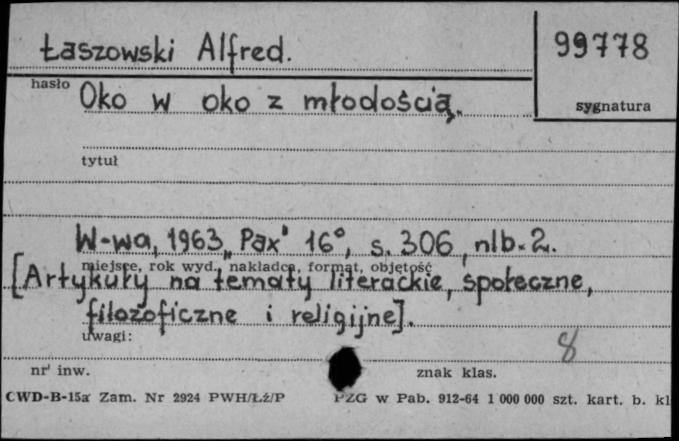 Łaszowski Alfred.
99778
hasło
Oko w oko z młodością.
sygnatura
tytuł
W-wa, 1963 „Pax" 16°, s. 306, nlb. 2.
miejsce, rok wyd., nakładca, format, objętość
[Artykuły na tematy literackie, społeczne,
filozoficzne i religijne].
uwagi:
8
nr inw.
znak klas.
CWD-B-15a Zam. Nr 2924 PWH/Łź/P
PZG w Pab. 912-64 1 000 000 szt. kart. b. kl